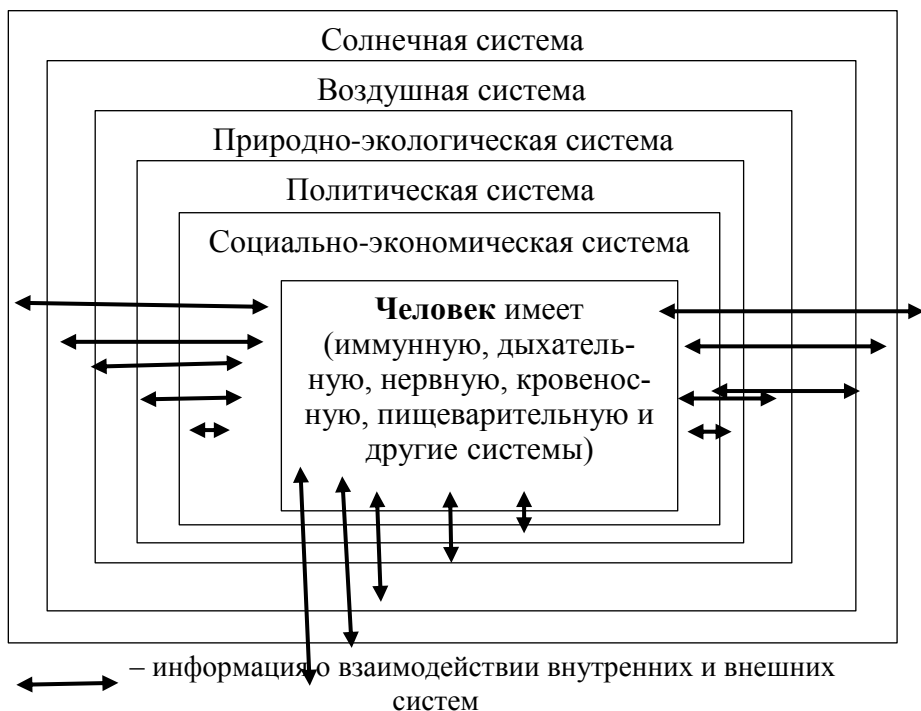 Солнечная система
Воздушная система
Природно-экологическая система
Политическая система
Социально-экономическая система
Человек имеет
(иммунную, дыхатель-
ную, нервную, кровенос-
ную, пищеварительную и
другие системы)
– информация о взаимодействии внутренних и внешних
систем